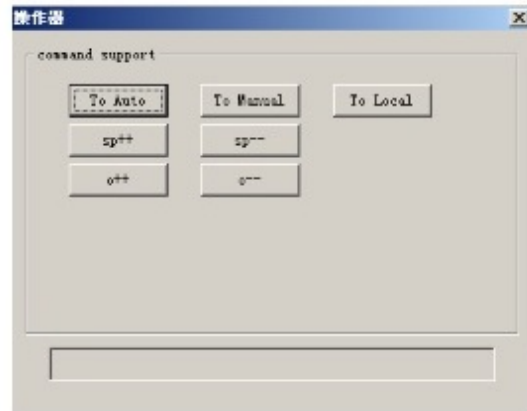 操作器
command support
To Auto To Manual To Local
sp++ sp--
o++ o--